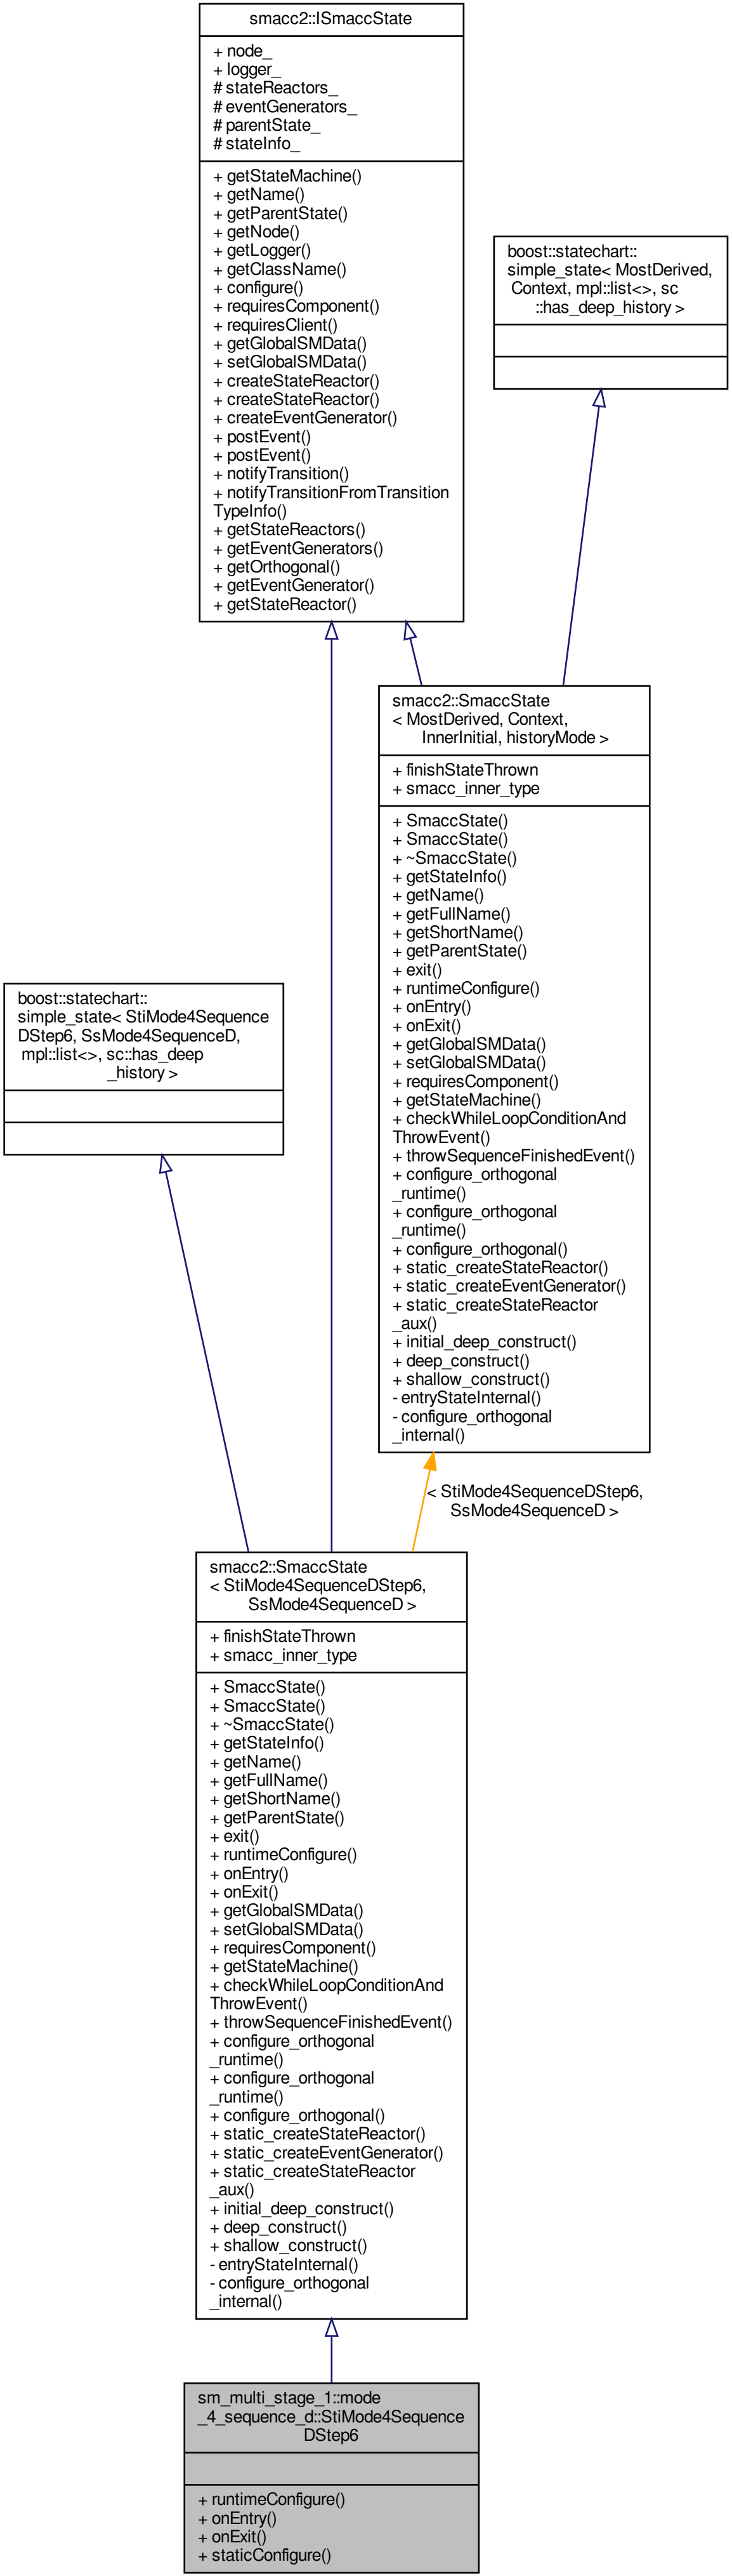 smacc2::ISmaccState
+ node_
+ logger_
# stateReactors_
# eventGenerators_
# parentState_
# stateInfo_
+ getStateMachine()
+ getName()
+ getParentState()
+ getNode()
+ getLogger()
+ getClassName()
+ configure()
+ requiresComponent()
+ requiresClient()
+ getGlobalSMData()
+ setGlobalSMData()
+ createStateReactor()
+ createStateReactor()
+ createEventGenerator()
+ postEvent()
+ postEvent()
+ notifyTransition()
+ notifyTransitionFromTransition
TypeInfo()
+ getStateReactors()
+ getEventGenerators()
+ getOrthogonal()
+ getEventGenerator()
+ getStateReactor()
boost::statechart::
simple_state< MostDerived,
Context, mpl::list<>, sc
::has_deep_history >
smacc2::SmaccState
< MostDerived, Context,
InnerInitial, historyMode >
+ finishStateThrown
+ smacc_inner_type
+ SmaccState()
+ SmaccState()
+ ~SmaccState()
+ getStateInfo()
+ getName()
+ getFullName()
+ getShortName()
+ getParentState()
+ exit()
+ runtimeConfigure()
+ onEntry()
+ onExit()
+ getGlobalSMData()
+ setGlobalSMData()
+ requiresComponent()
+ getStateMachine()
+ checkWhileLoopConditionAnd
ThrowEvent()
+ throwSequenceFinishedEvent()
+ configure_orthogonal
_runtime()
+ configure_orthogonal
_runtime()
+ configure_orthogonal()
+ static_createStateReactor()
+ static_createEventGenerator()
+ static_createStateReactor
_aux()
+ initial_deep_construct()
+ deep_construct()
+ shallow_construct()
- entryStateInternal()
- configure_orthogonal
_internal()
boost::statechart::
simple_state< StiMode4Sequence
DStep6, SsMode4SequenceD,
mpl::list<>, sc::has_deep
_history >
< StiMode4SequenceDStep6,
SsMode4SequenceD >
smacc2::SmaccState
< StiMode4SequenceDStep6,
SsMode4SequenceD >
+ finishStateThrown
+ smacc_inner_type
+ SmaccState()
+ SmaccState()
+ ~SmaccState()
+ getStateInfo()
+ getName()
+ getFullName()
+ getShortName()
+ getParentState()
+ exit()
+ runtimeConfigure()
+ onEntry()
+ onExit()
+ getGlobalSMData()
+ setGlobalSMData()
+ requiresComponent()
+ getStateMachine()
+ checkWhileLoopConditionAnd
ThrowEvent()
+ throwSequenceFinishedEvent()
+ configure_orthogonal
_runtime()
+ configure_orthogonal
_runtime()
+ configure_orthogonal()
+ static_createStateReactor()
+ static_createEventGenerator()
+ static_createStateReactor
_aux()
+ initial_deep_construct()
+ deep_construct()
+ shallow_construct()
- entryStateInternal()
- configure_orthogonal
_internal()
sm_multi_stage_1::mode
_4_sequence_d::StiMode4Sequence
DStep6
+ runtimeConfigure()
+ onEntry()
+ onExit()
+ staticConfigure()